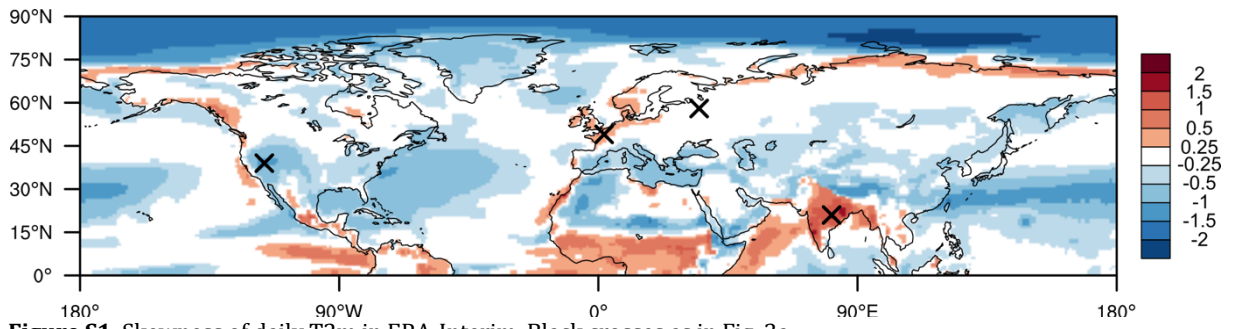 90°N
75°N
60°N
45°N
30°N
15°N
0°
180°
90°W
0°
90°E
180°
2
1.5
1
0.5
0.25
-0.25
-0.5
-1
-1.5
-2
Figure S1. Skewness of daily T2m in ERA-Interim. Black crosses as in Fig.